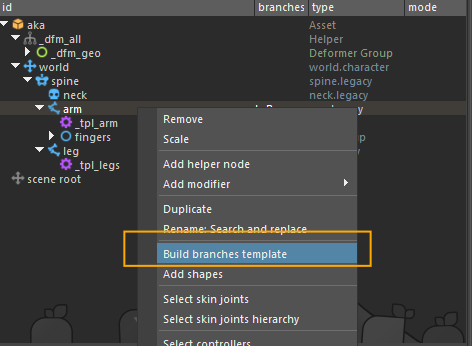 id branches type mode
aka Asset
_dfm_all Helper
_dfm_geo Deformer Group
world world.character
spine spine.legacy
neck neck.legacy
arm
_tpl_arm
fingers
leg
_tpl_legs
scene root
Remove
Scale
Add helper node
Add modifier
Duplicate
Rename: Search and replace
Build branches template
Add shapes
Select skin joints
Select skin joints hierarchy
Select controllers